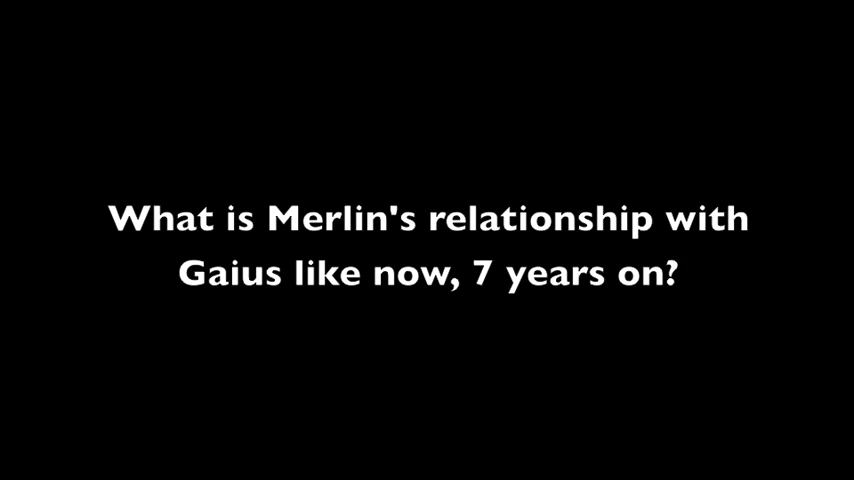 What is Merlin's relationship with
Gaius like now, 7 years on?